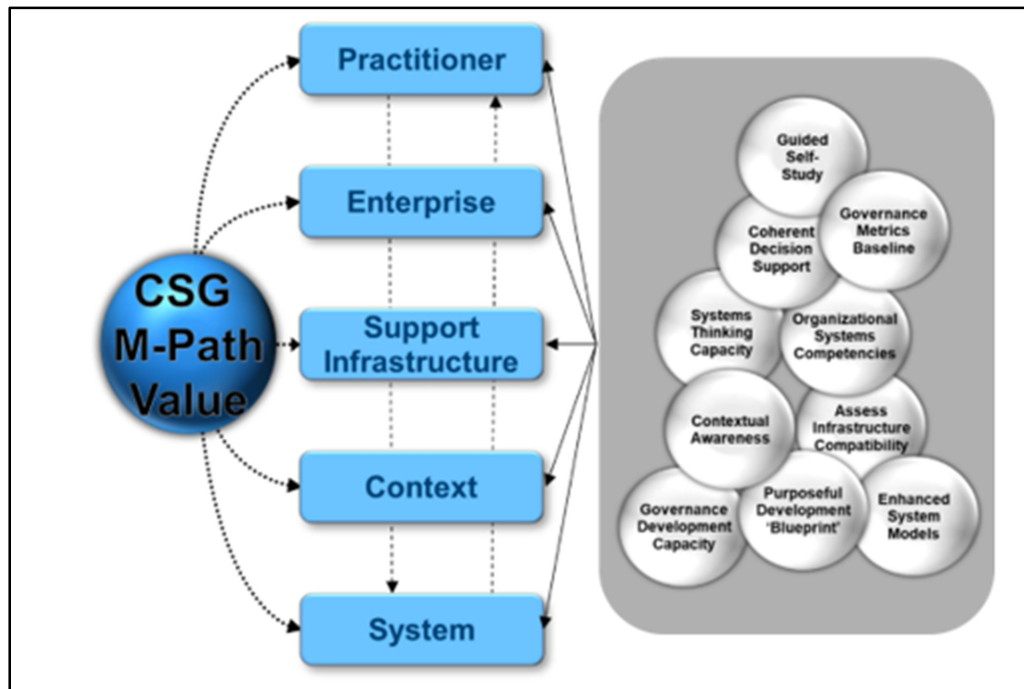 CSG
M-Path
Value
Practitioner
Enterprise
Support
Infrastructure
Context
System
Guided
Self-
Study
Governance
Metrics
Baseline
Coherent
Decision
Support
Systems
Thinking
Capacity
Organizational
Systems
Competencies
Contextual
Awareness
Assess
Infrastructure
Compatibility
Governance
Development
Capacity
Purposeful
Development
‘Blueprint’
Enhanced
System
Models